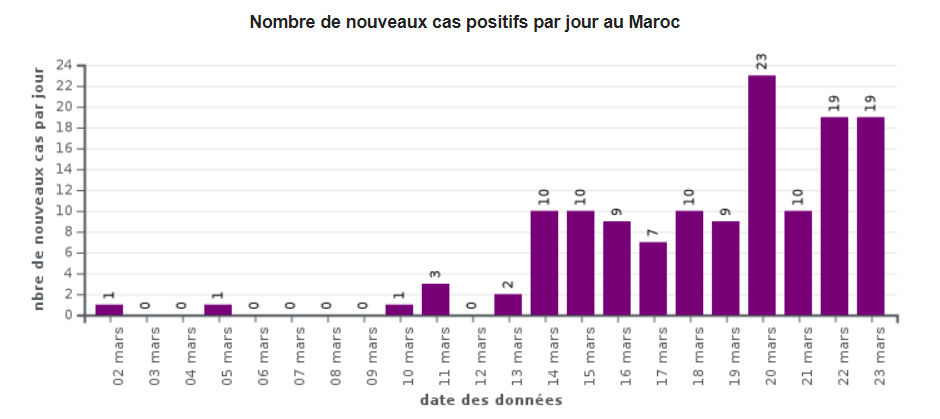 Nombre de nouveaux cas positifs par jour au Maroc
nbre de nouveaux cas par jour
24
22
20
18
16
14
12
10
8
6
4
2
0
1
0
0
1
0
0
0
0
1
3
0
2
10
10
9
7
10
9
23
10
19
19
02 mars
03 mars
04 mars
05 mars
06 mars
07 mars
08 mars
09 mars
10 mars
11 mars
12 mars
13 mars
14 mars
15 mars
16 mars
17 mars
18 mars
19 mars
20 mars
21 mars
22 mars
23 mars
date des données